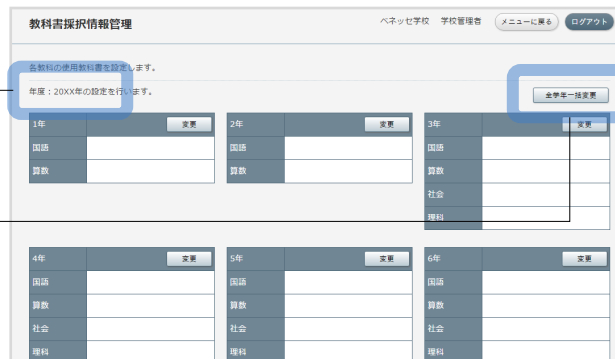 教科書採択情報管理
ベネッセ学校 学校管理者 メニューに戻る ログアウト
各教科の使用教科書を設定します。
年度：20XX年の設定を行います。
全学年一括変更
1年 変更
国語
算数
2年 変更
国語
算数
3年 変更
国語
算数
社会
理科
4年 変更
国語
算数
社会
理科
5年 変更
国語
算数
社会
理科
6年 変更
国語
算数
社会
理科